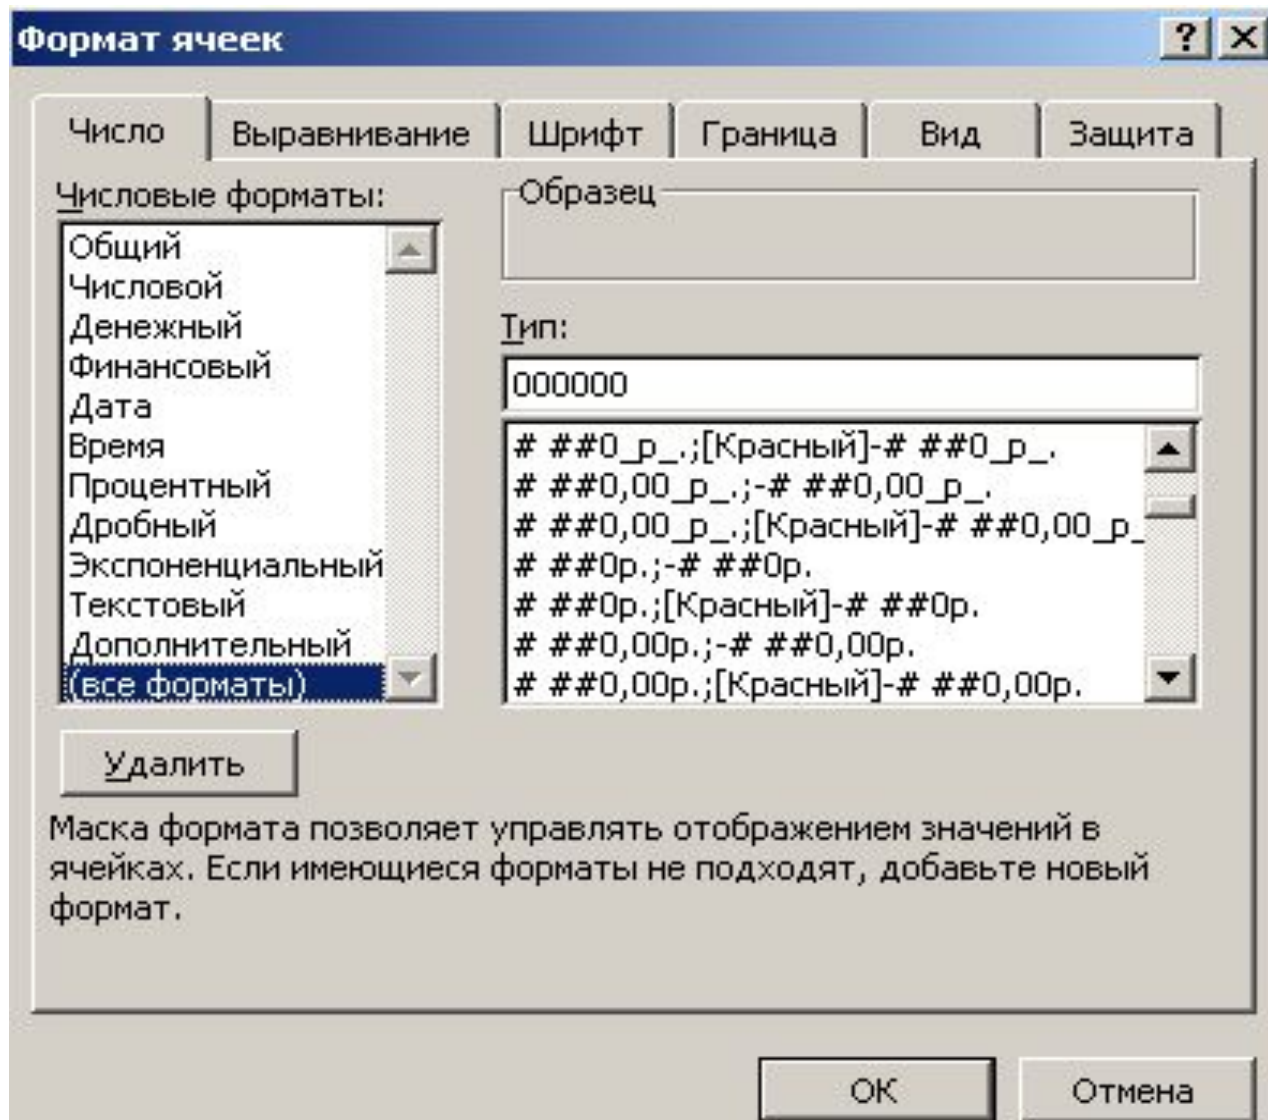 Формат ячеек
Число
Выравнивание
Шрифт
Граница
Вид
Защита
Числовые форматы:
Общий
Числовой
Денежный
Финансовый
Дата
Время
Процентный
Дробный
Экспоненциальный
Текстовый
Дополнительный
(все форматы)
Образец
Тип:
000000
# ##0_р_.;[Красный]-# ##0_р_.
# ##0,00_р_.;-# ##0,00_р_.
# ##0,00_р_.;[Красный]-# ##0,00_р_
# ##0р.;-# ##0р.
# ##0р.;[Красный]-# ##0р.
# ##0,00р.;-# ##0,00р.
# ##0,00р.;[Красный]-# ##0,00р.
Удалить
Маска формата позволяет управлять отображением значений в
ячейках. Если имеющиеся форматы не подходят, добавьте новый
формат.
ОК
Отмена